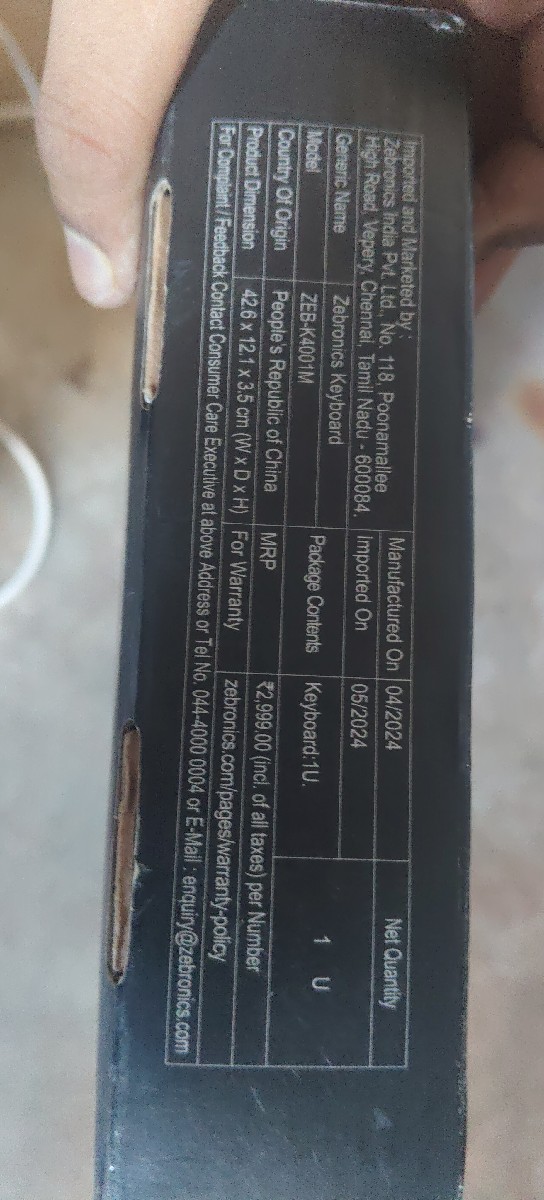 Imported and Marketed by :
Zebronics India Pvt. Ltd., No. 118, Poonamallee
High Road, Vepery, Chennai, Tamil Nadu - 600084.
Manufactured On 04/2024
Imported On 05/2024
Net Quantity
1 U
Generic Name Zebronics Keyboard
Model ZEB-K4001M
Package Contents Keyboard:1U.
Country Of Origin People's Republic of China
MRP ₹2,999.00 (incl. of all taxes) per Number
Product Dimension 42.6 x 12.1 x 3.5 cm (W x D x H)
For Warranty zebronics.com/pages/warranty-policy
For Complaint / Feedback Contact Consumer Care Executive at above Address or Tel No. 044-4000 0004 or E-Mail : enquiry@zebronics.com